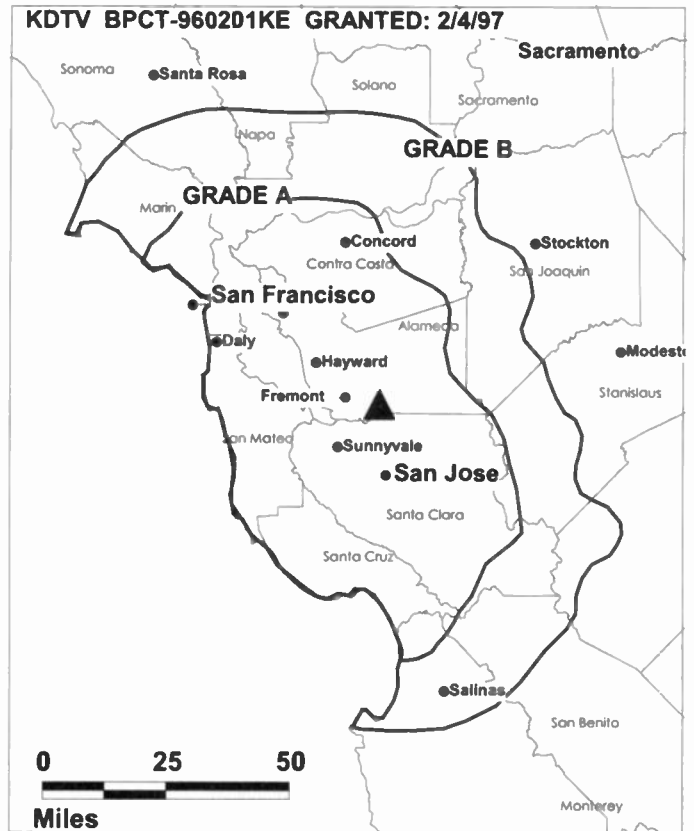 KDTV BPCT-960201KE GRANTED: 2/4/97
Sacramento
Sonoma
Santa Rosa
Solano
Sacramento
Napa
GRADE B
GRADE A
Marin
Concord
Stockton
Contra Costa
San Joaquin
San Francisco
Alameda
Daly
Modest
Hayward
Fremont
Stanislaus
San Mateo
Sunnyvale
San Jose
Santa Clara
Santa Cruz
Salinas
San Benito
0 25 50
Miles
Monterey